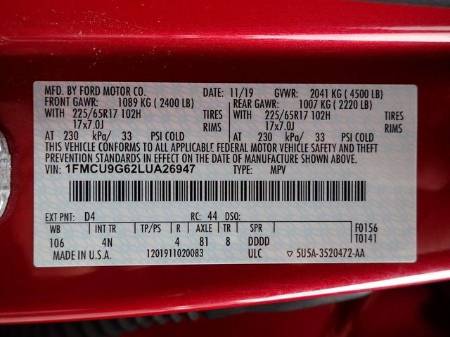 MFD. BY FORD MOTOR CO. 11/19 GVWR: 2041 KG (4500 LB)
FRONT GAWR: 1089 KG (2400 LB) REAR GAWR: 1007 KG (2220 LB)
WITH 225/65R17 102H TIRES WITH 225/65R17 102H TIRES
17x7.0J RIMS 17x7.0J RIMS
AT 230 kPa/ 33 PSI COLD AT 230 kPa/ 33 PSI COLD
THIS VEHICLE CONFORMS TO ALL APPLICABLE FEDERAL MOTOR VEHICLE
SAFETY, BUMPER, AND THEFT PREVENTION STANDARDS IN EFFECT ON THE DATE OF MANUFACTURE
SHOWN ABOVE.
VIN: 1FMCU9G62LUA26947 TYPE: MPV
EXT PNT: D4 RC: 44 DSO: F0156
WB INT TR TP/PS R AXLE TR SPR T0141
106 4N 4 81 8 DDDD
MADE IN U.S.A. 1201911020083 ULC 5U5A-3520472-AA